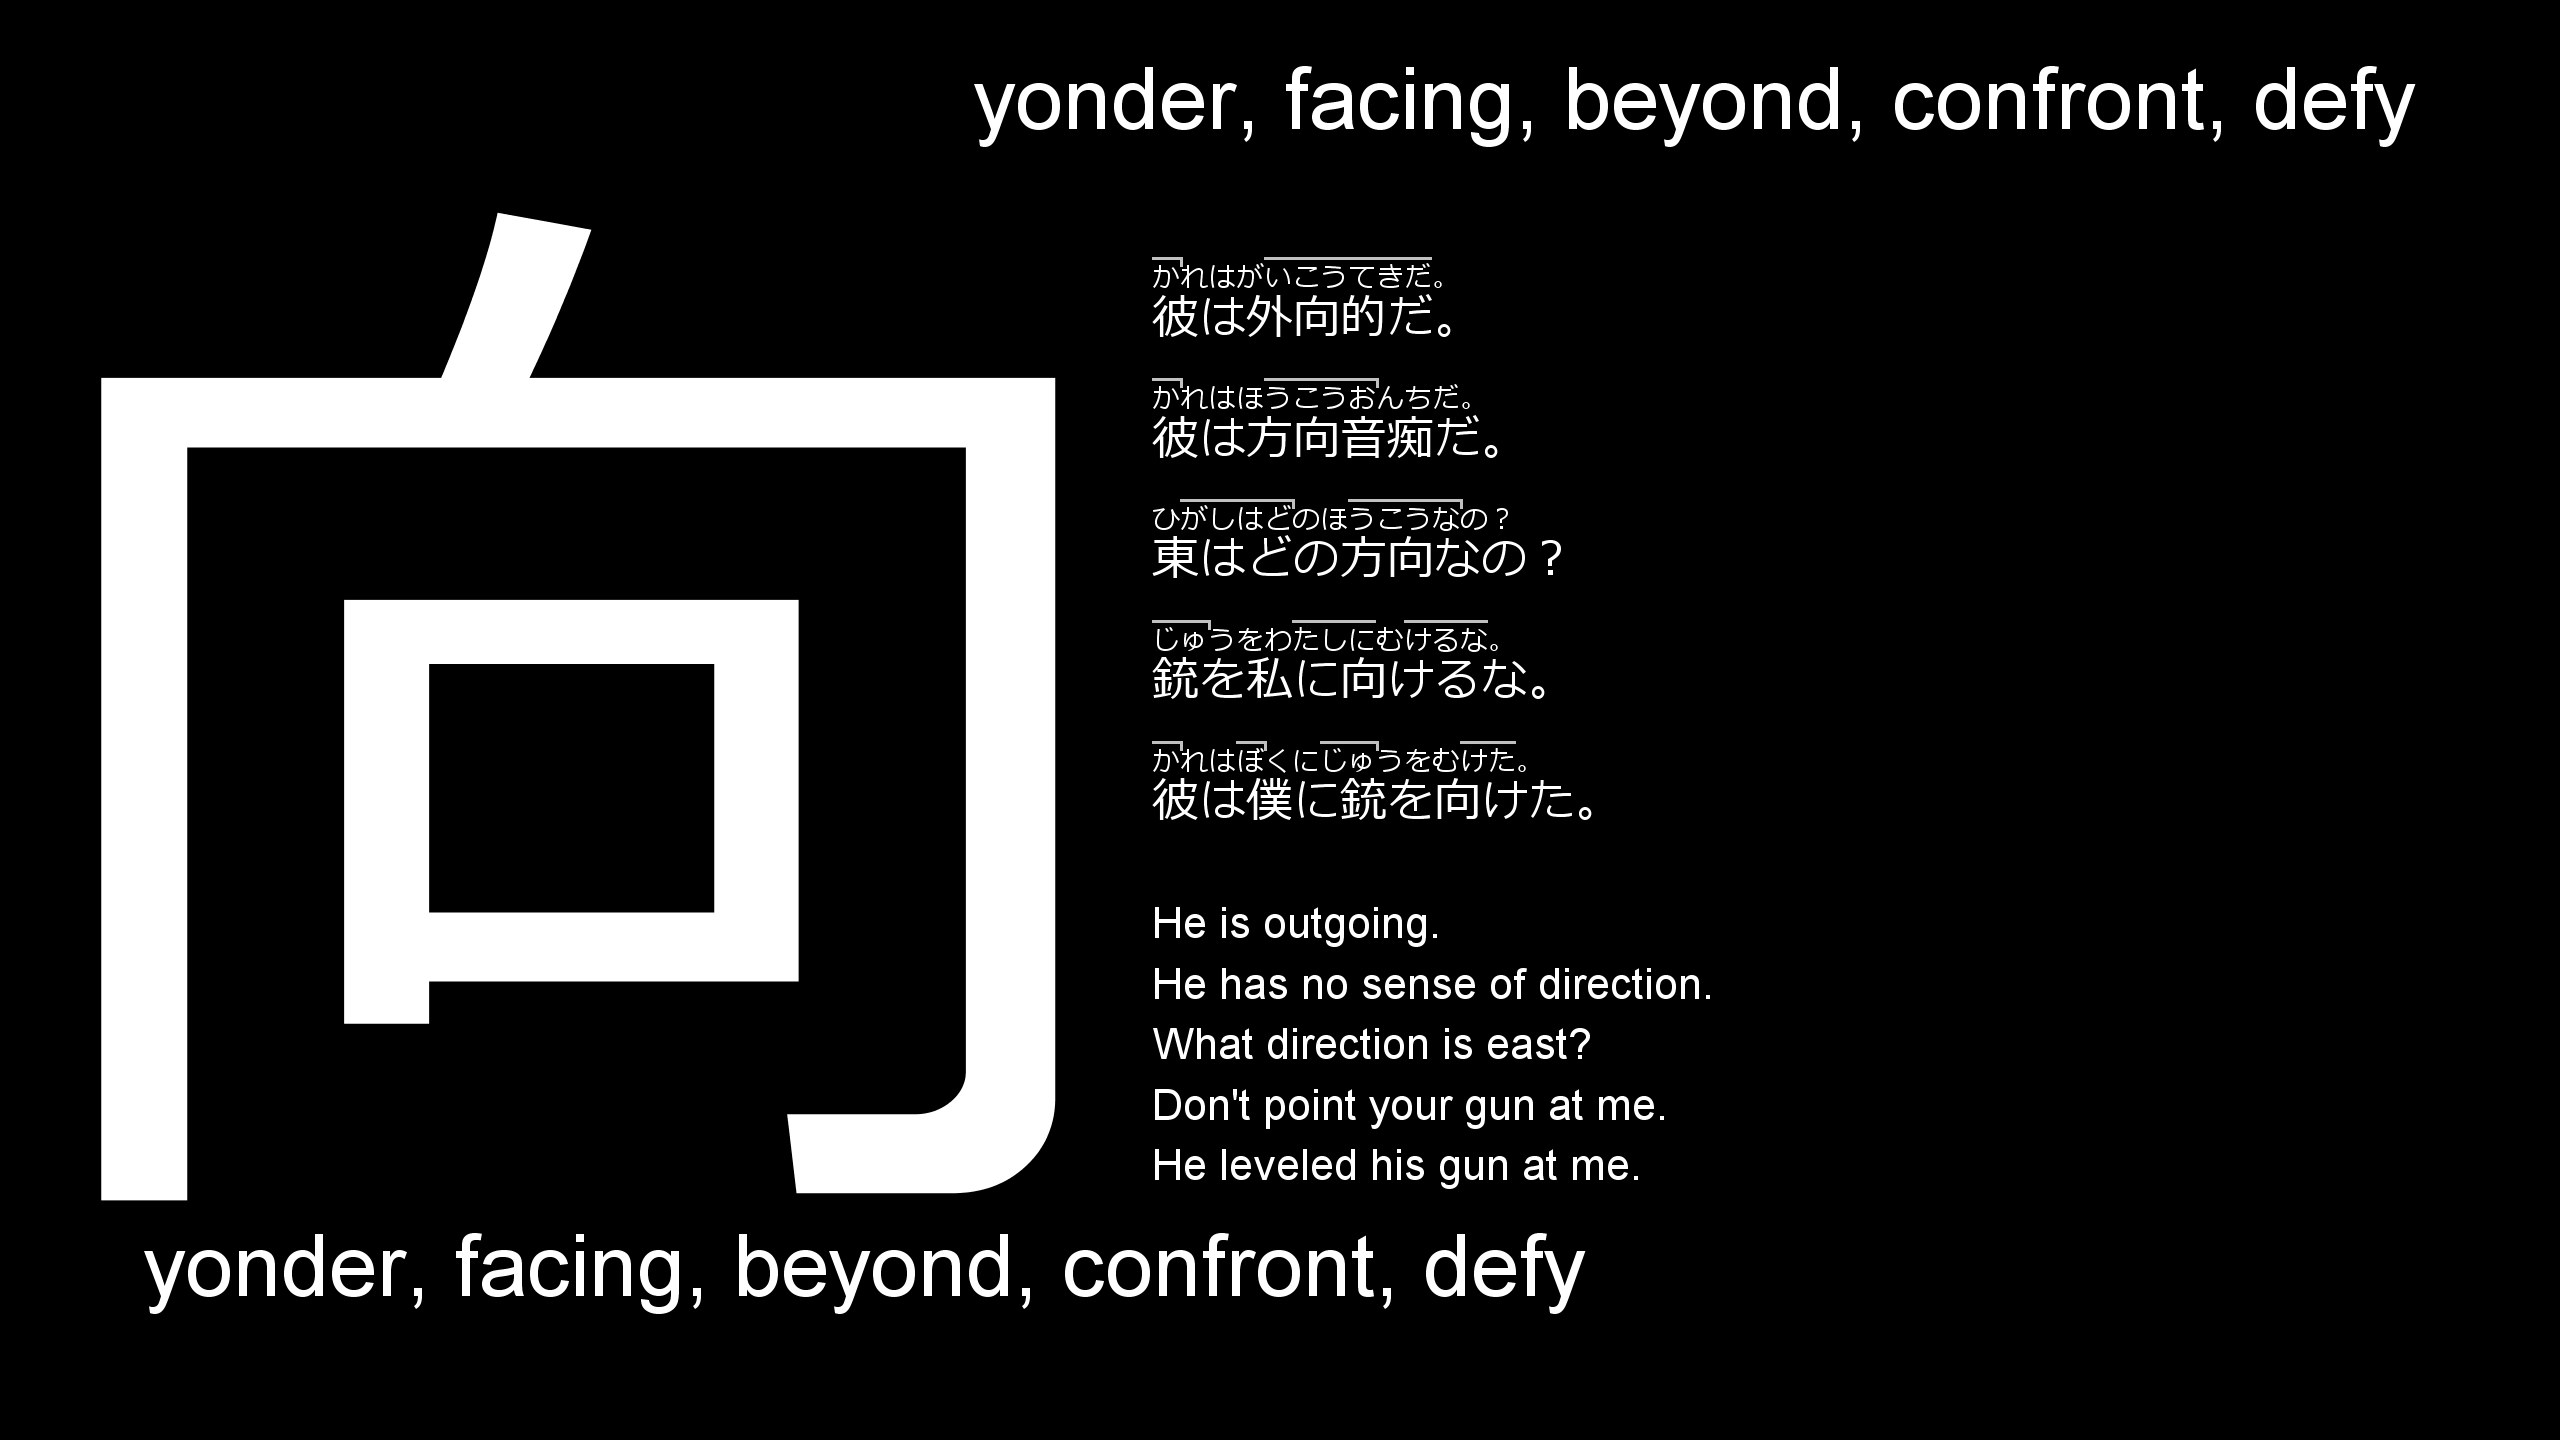 yonder, facing, beyond, confront, defy
向
かれはがいこうてきだ。
彼は外向的だ。
かれはほうこうおんちだ。
彼は方向音痴だ。
ひがしはどのほうこうなの？
東はどの方向なの？
じゅうをわたしにむけるな。
銃を私に向けるな。
かれはぼくにじゅうをむけた。
彼は僕に銃を向けた。
He is outgoing.
He has no sense of direction.
What direction is east?
Don't point your gun at me.
He leveled his gun at me.
yonder, facing, beyond, confront, defy